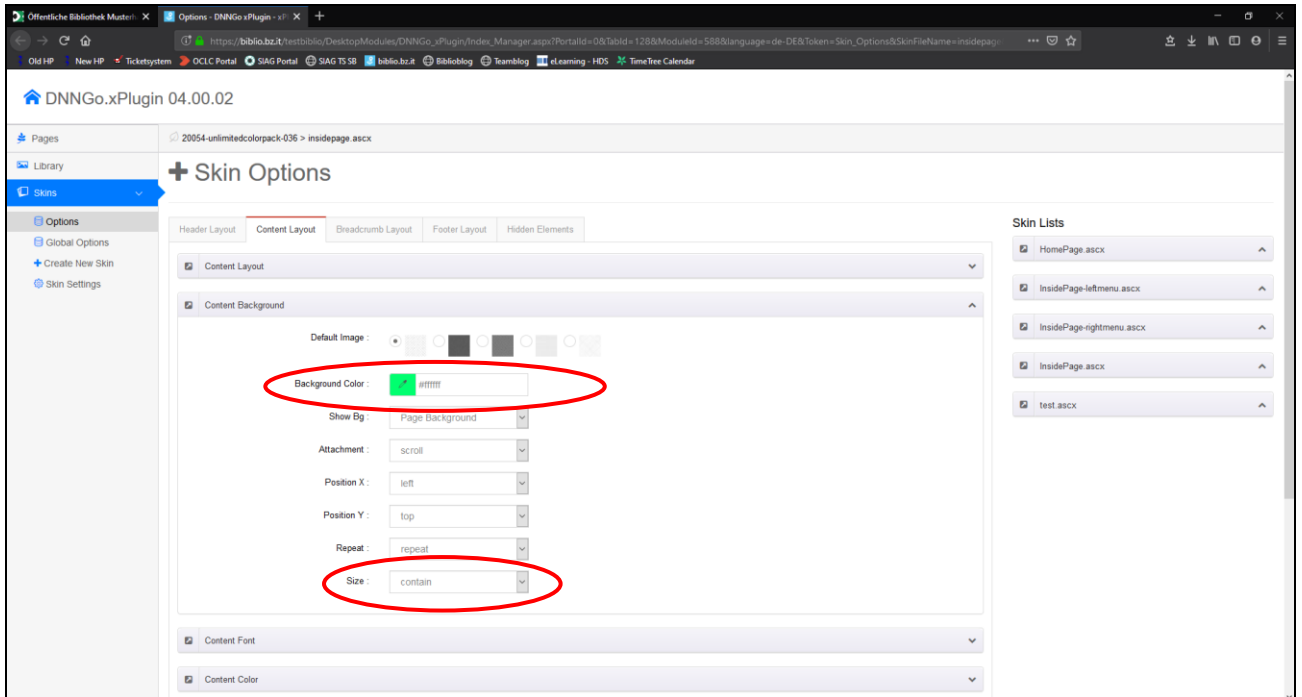 Öffentliche Bibliothek Musterh
Options - DNNGo xPlugin - xPl
https://biblio.bz.it/testbiblio/DesktopModules/DNNGo_xPlugin/Index_Manager.aspx?PortalId=0&TabId=128&ModuleId=588&language=de-DE&Token=Skin_Options&SkinFileName=insidepage
Old HP New HP Ticketsystem OCLC Portal SIAG Portal SIAG TS SB biblio.bz.it Biblioblog Teamblog eLearning - HDS TimeTree Calendar
DNNGo.xPlugin 04.00.02
Pages
Library
Skins
Options
Global Options
Create New Skin
Skin Settings
20054-unlimitedcolorpack-036 > insidepage.ascx
Skin Options
Header Layout Content Layout Breadcrumb Layout Footer Layout Hidden Elements
Content Layout
Content Background
Default Image :
Background Color : #ffffff
Show Bg : Page Background
Attachment : scroll
Position X : left
Position Y : top
Repeat : repeat
Size : contain
Content Font
Content Color
Skin Lists
HomePage.ascx
InsidePage-leftmenu.ascx
InsidePage-rightmenu.ascx
InsidePage.ascx
test.ascx